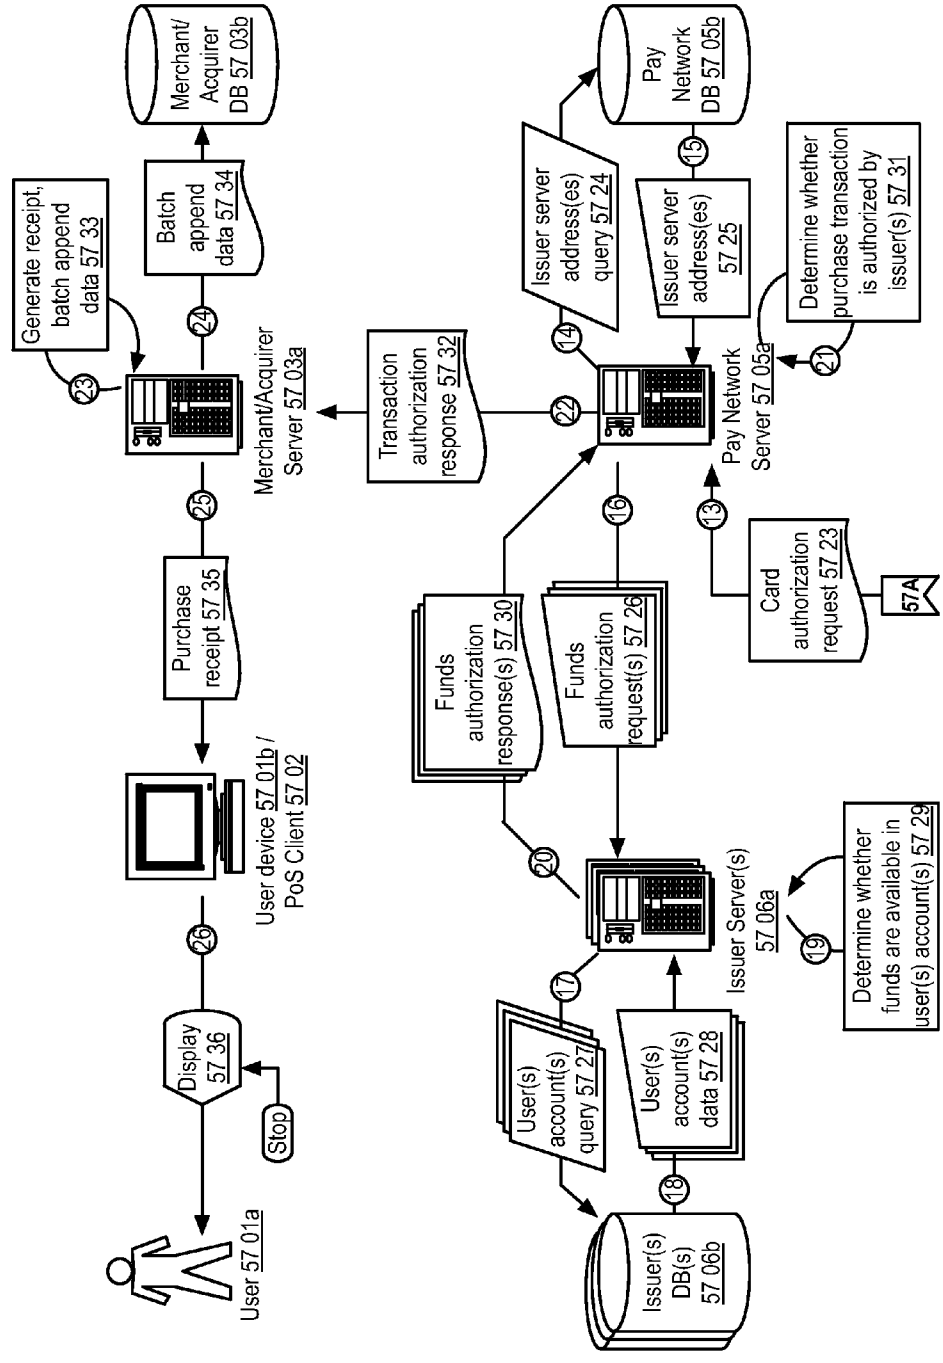 User 57 01a
Display
57 36
Stop
26
User device 57 01b /
PoS Client 57 02
Purchase
receipt 57 35
25
Merchant/Acquirer
Server 57 03a
23
Generate receipt,
batch append
data 57 33
24
Batch
append
data 57 34
Merchant/
Acquirer
DB 57 03b
Transaction
authorization
response 57 32
22
Issuer(s)
DB(s)
57 06b
User(s)
account(s)
query 57 27
17
18
User(s)
account(s)
data 57 28
Issuer Server(s)
57 06a
19
Determine whether
funds are available in
user(s) account(s) 57 29
20
Funds
authorization
response(s) 57 30
Funds
authorization
request(s) 57 26
16
13
Card
authorization
request 57 23
57A
Pay Network
Server 57 05a
14
Issuer server
address(es)
query 57 24
Issuer server
address(es)
57 25
15
Pay
Network
DB 57 05b
21
Determine whether
purchase transaction
is authorized by
issuer(s) 57 31